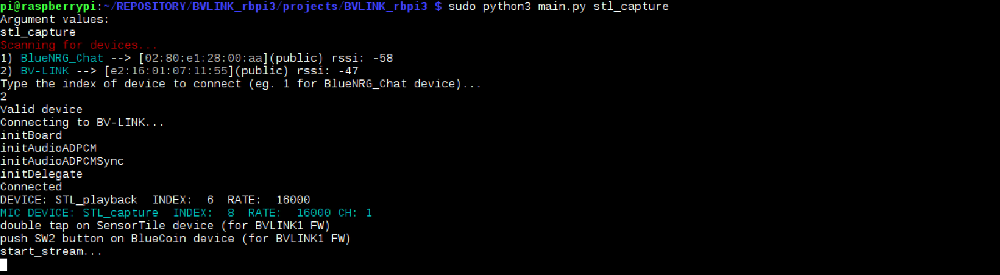 pi@raspberrypi:~/REPOSITORY/BVLINK_rbpi3/projects/BVLINK_rbpi3 $ sudo python3 main.py stl_capture
Argument values:
stl_capture
Scanning for devices...
1) BlueNRG_Chat --> [02:80:e1:28:00:aa](public) rssi: -58
2) BV-LINK --> [e2:16:01:07:11:55](public) rssi: -47
Type the index of device to connect (eg. 1 for BlueNRG_Chat device)...
2
Valid device
Connecting to BV-LINK...
initBoard
initAudioADPCM
initAudioADPCMSync
initDelegate
Connected
DEVICE: STL_playback  INDEX:  6  RATE:  16000
MIC DEVICE: STL_capture  INDEX:  8  RATE:  16000 CH: 1
double tap on SensorTile device (for BVLINK1 FW)
push SW2 button on BlueCoin device (for BVLINK1 FW)
start_stream...